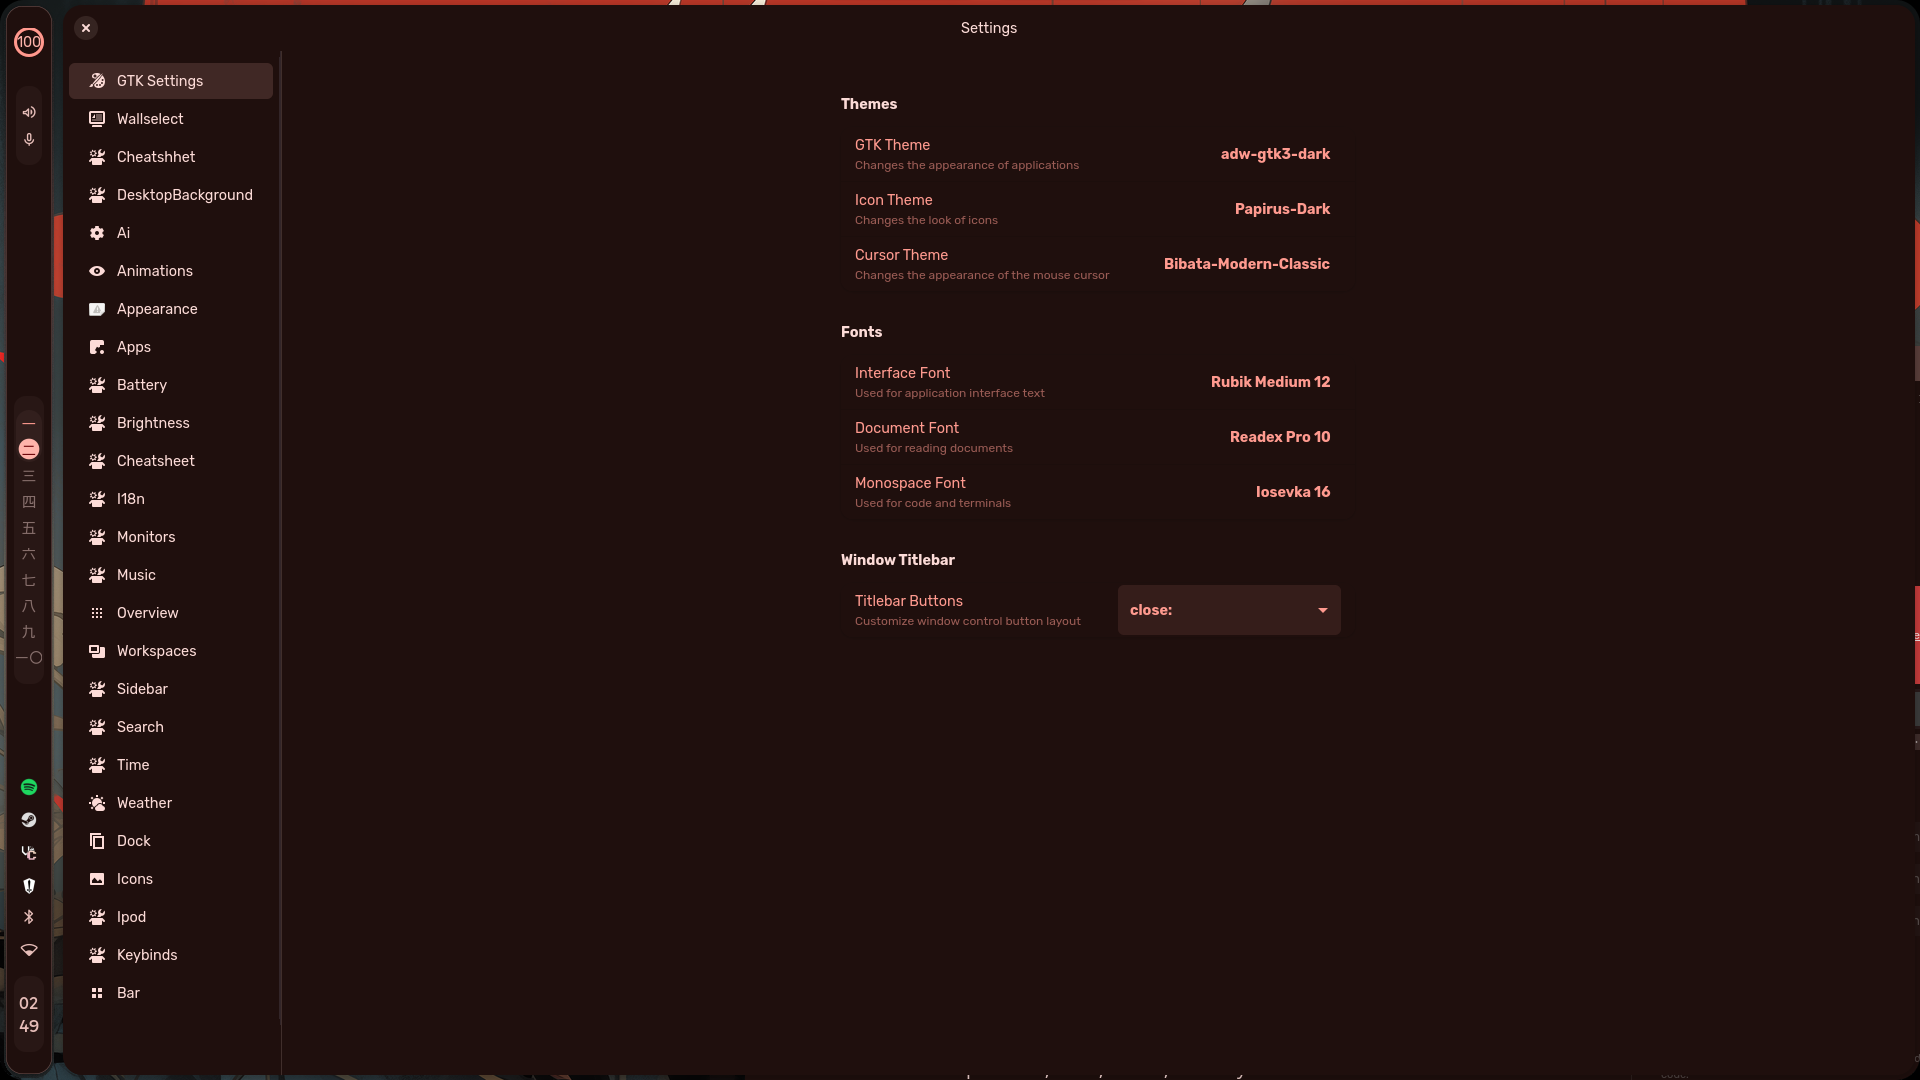 100
一
二
三
四
五
六
七
八
九
一〇
02
49
Settings
GTK Settings
Wallselect
Cheatshhet
DesktopBackground
Ai
Animations
Appearance
Apps
Battery
Brightness
Cheatsheet
I18n
Monitors
Music
Overview
Workspaces
Sidebar
Search
Time
Weather
Dock
Icons
Ipod
Keybinds
Bar
Themes
GTK Theme
Changes the appearance of applications
adw-gtk3-dark
Icon Theme
Changes the look of icons
Papirus-Dark
Cursor Theme
Changes the appearance of the mouse cursor
Bibata-Modern-Classic
Fonts
Interface Font
Used for application interface text
Rubik Medium 12
Document Font
Used for reading documents
Readex Pro 10
Monospace Font
Used for code and terminals
Iosevka 16
Window Titlebar
Titlebar Buttons
Customize window control button layout
close: